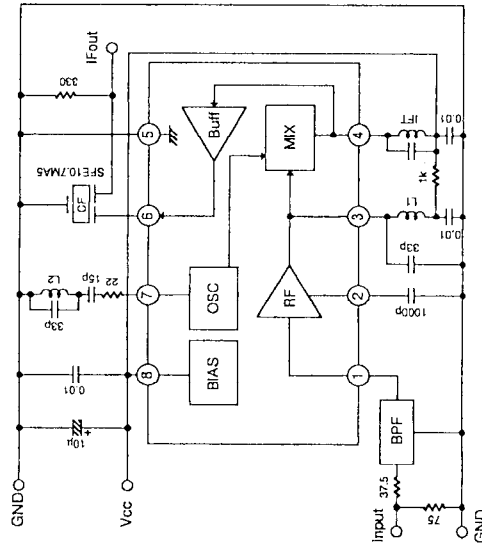 GND
Vcc
Input
GND
10μ
+
0.01
L2
33p
15p
22
SFE10.7MA5
CF
330
IFout
8
7
6
5
BIAS
OSC
Buff
MIX
RF
1
2
3
4
37.5
75
BPF
1000p
33p
L1
0.01
1k
IFT
0.01